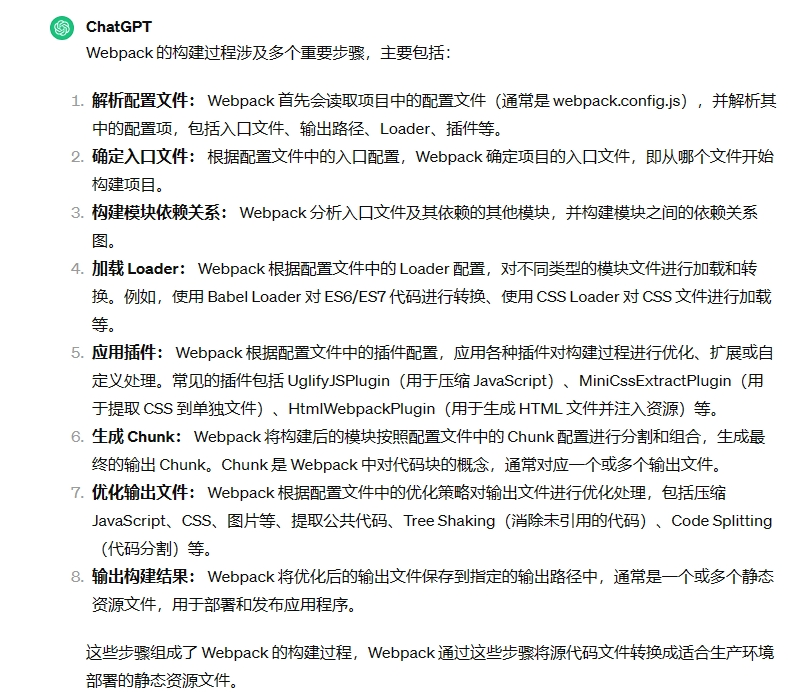 ChatGPT
Webpack 的构建过程涉及多个重要步骤，主要包括：
1. 解析配置文件： Webpack 首先会读取项目中的配置文件（通常是 webpack.config.js），并解析其
中的配置项，包括入口文件、输出路径、Loader、插件等。
2. 确定入口文件： 根据配置文件中的入口配置，Webpack 确定项目的入口文件，即从哪个文件开始
构建项目。
3. 构建模块依赖关系： Webpack 分析入口文件及其依赖的其他模块，并构建模块之间的依赖关系
图。
4. 加载 Loader： Webpack 根据配置文件中的 Loader 配置，对不同类型的模块文件进行加载和转
换。例如，使用 Babel Loader 对 ES6/ES7 代码进行转换、使用 CSS Loader 对 CSS 文件进行加载
等。
5. 应用插件： Webpack 根据配置文件中的插件配置，应用各种插件对构建过程进行优化、扩展或自
定义处理。常见的插件包括 UglifyJSPlugin（用于压缩 JavaScript）、MiniCssExtractPlugin（用
于提取 CSS 到单独文件）、HtmlWebpackPlugin（用于生成 HTML 文件并注入资源）等。
6. 生成 Chunk： Webpack 将构建后的模块按照配置文件中的 Chunk 配置进行分割和组合，生成最
终的输出 Chunk。Chunk 是 Webpack 中对代码块的概念，通常对应一个或多个输出文件。
7. 优化输出文件： Webpack 根据配置文件中的优化策略对输出文件进行优化处理，包括压缩
JavaScript、CSS、图片等、提取公共代码、Tree Shaking（消除未引用的代码）、Code Splitting
（代码分割）等。
8. 输出构建结果： Webpack 将优化后的输出文件保存到指定的输出路径中，通常是一个或多个静态
资源文件，用于部署和发布应用程序。
这些步骤组成了 Webpack 的构建过程，Webpack 通过这些步骤将源代码文件转换成适合生产环境
部署的静态资源文件。